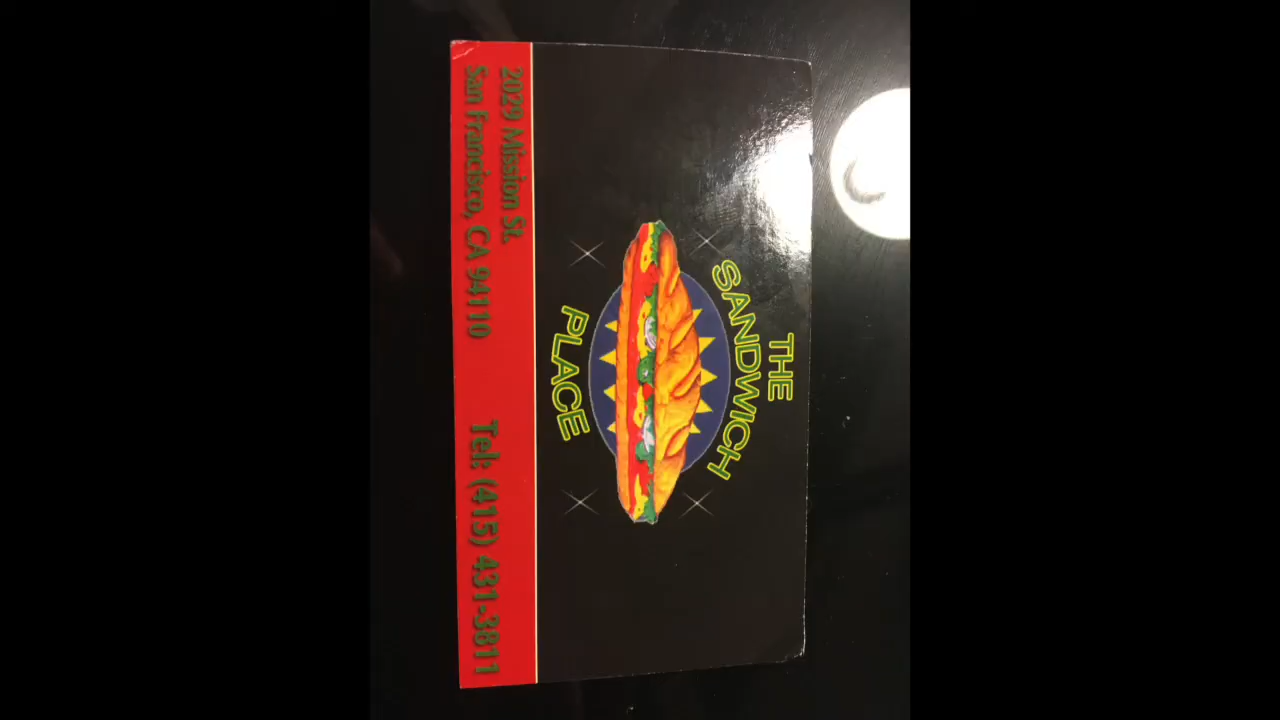 THE
SANDWICH
PLACE
2029 Mission St.
San Francisco, CA 94110
Tel: (415) 431-3811